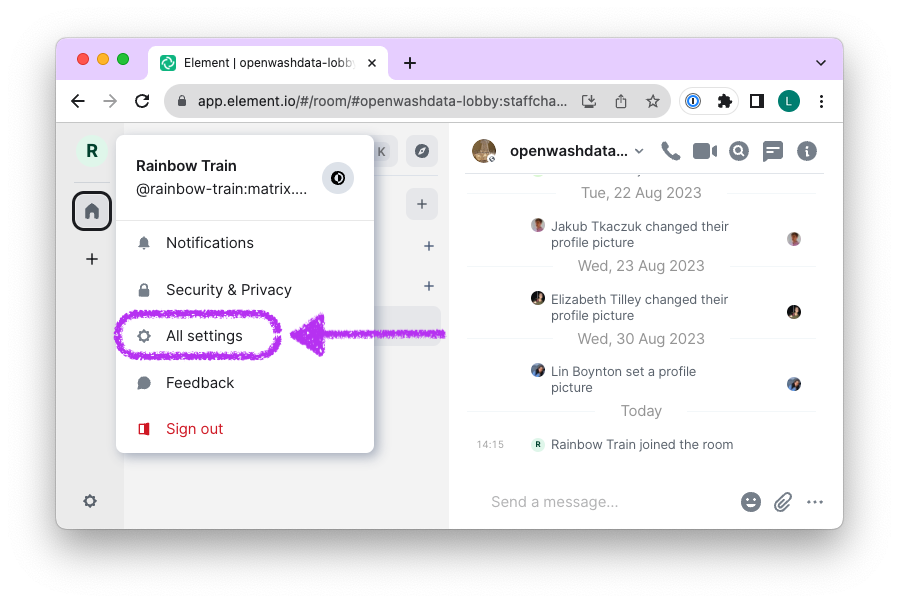 Element | openwashdata-lobby
app.element.io/#/room/#openwashdata-lobby:staffcha...
L
R
K
Rainbow Train
@rainbow-train:matrix....
Notifications
Security & Privacy
All settings
Feedback
Sign out
openwashdata...
Tue, 22 Aug 2023
Jakub Tkaczuk changed their
profile picture
Wed, 23 Aug 2023
Elizabeth Tilley changed their
profile picture
Wed, 30 Aug 2023
Lin Boynton set a profile
picture
Today
14:15 R Rainbow Train joined the room
Send a message...